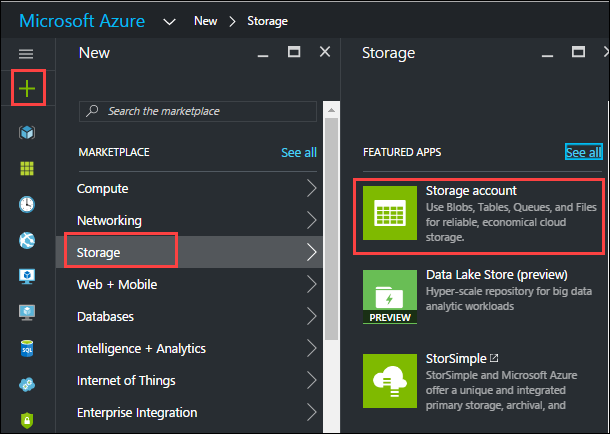 Microsoft Azure New > Storage
New
Search the marketplace
MARKETPLACE See all
Compute
Networking
Storage
Web + Mobile
Databases
Intelligence + Analytics
Internet of Things
Enterprise Integration
Storage
FEATURED APPS See all
Storage account
Use Blobs, Tables, Queues, and Files
for reliable, economical cloud
storage.
Data Lake Store (preview)
Hyper-scale repository for big data
analytic workloads
PREVIEW
StorSimple
StorSimple and Microsoft Azure
offer a unique and integrated
primary storage, archival, and
SQL